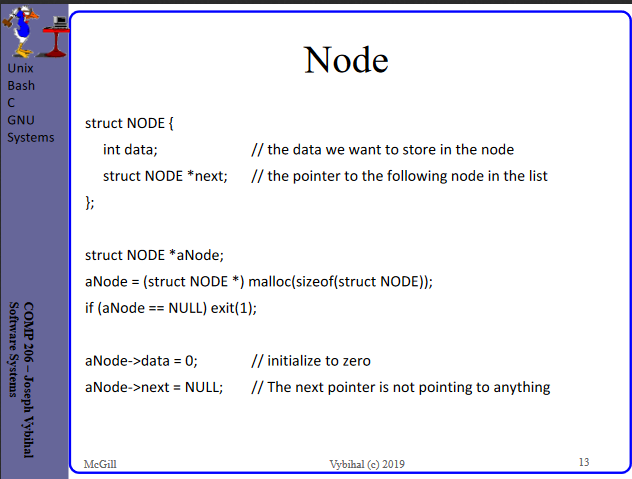 Unix
Bash
C
GNU
Systems
COMP 206 – Joseph Vybihal
Software Systems
Node
struct NODE {
int data; // the data we want to store in the node
struct NODE *next; // the pointer to the following node in the list
};
struct NODE *aNode;
aNode = (struct NODE *) malloc(sizeof(struct NODE));
if (aNode == NULL) exit(1);
aNode->data = 0; // initialize to zero
aNode->next = NULL; // The next pointer is not pointing to anything
McGill Vybihal (c) 2019 13